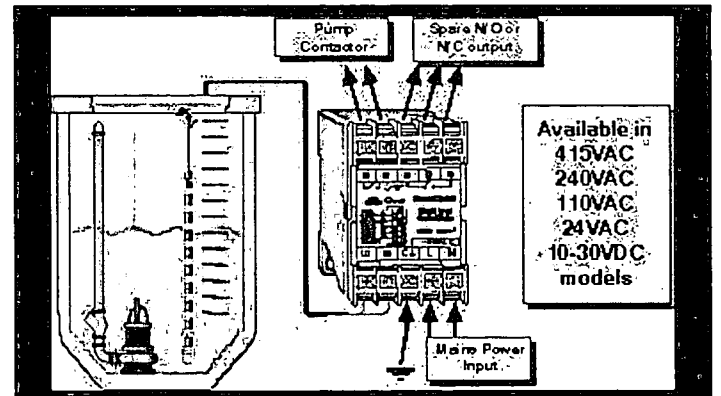 Pump
Contactor
Spare N/O or
N/C output
Available in
415VAC
240VAC
110VAC
24VAC
10-30VDC
models
L
Mains Power
Input